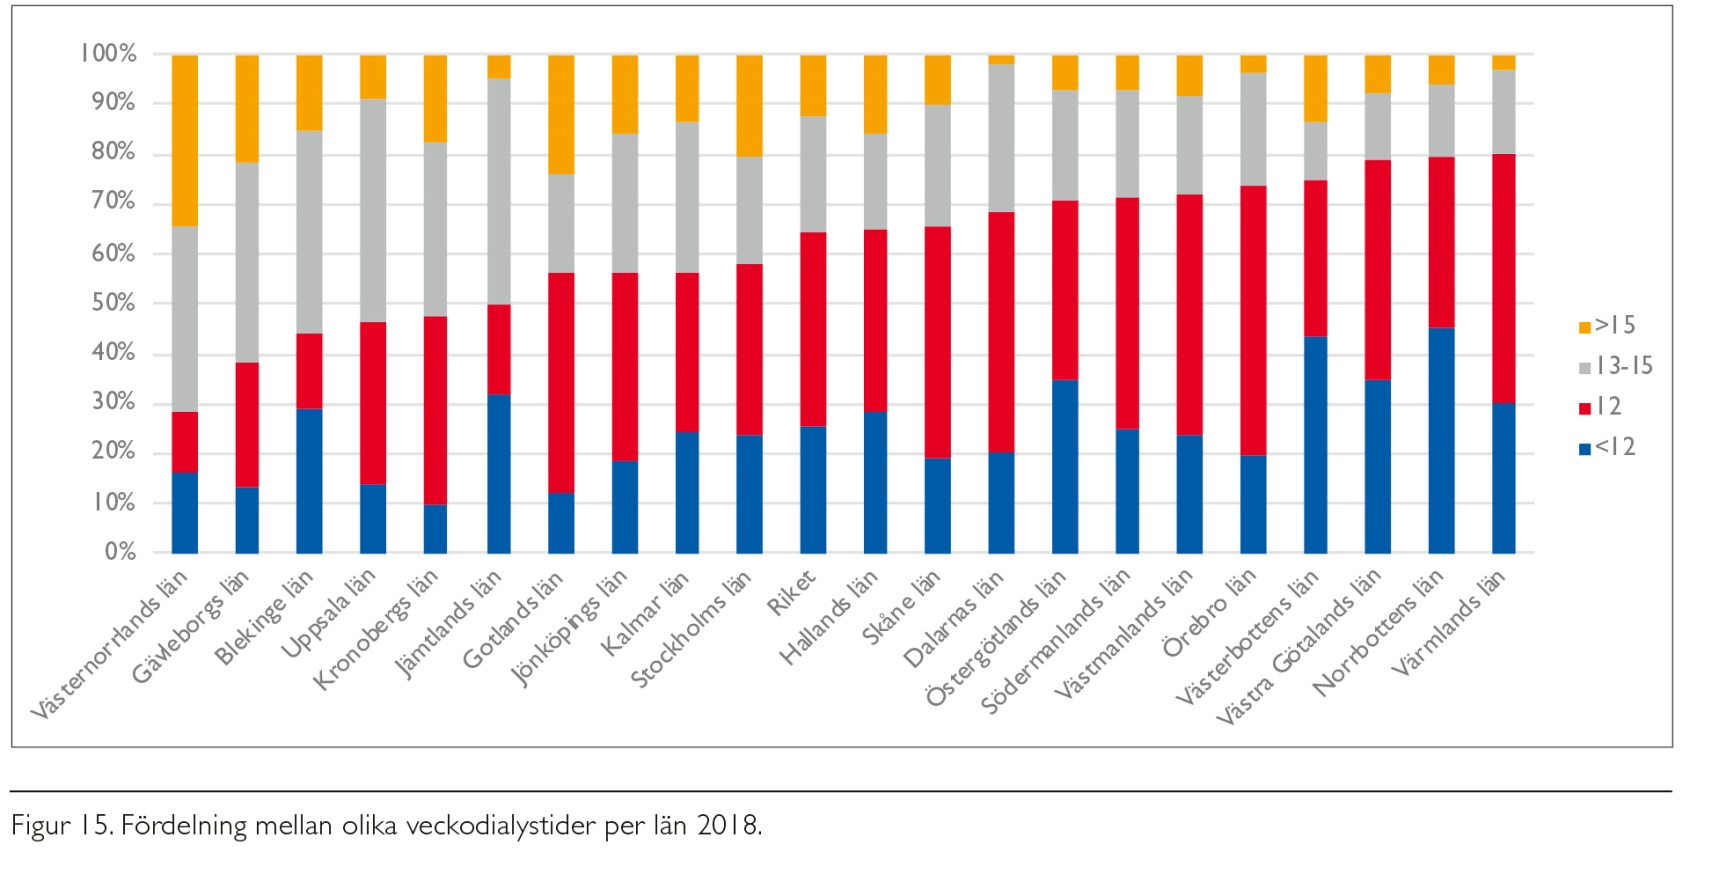 100%
90%
80%
70%
60%
50%
40%
30%
20%
10%
0%
>15
13-15
12
<12
Västernorrlands län
Gävleborgs län
Blekinge län
Uppsala län
Kronobergs län
Jämtlands län
Gotlands län
Jönköpings län
Kalmar län
Stockholms län
Riket
Hallands län
Skåne län
Dalarnas län
Östergötlands län
Södermanlands län
Västmanlands län
Örebro län
Västerbottens län
Västra Götalands län
Norrbottens län
Värmlands län
Figur 15. Fördelning mellan olika veckodialystider per län 2018.